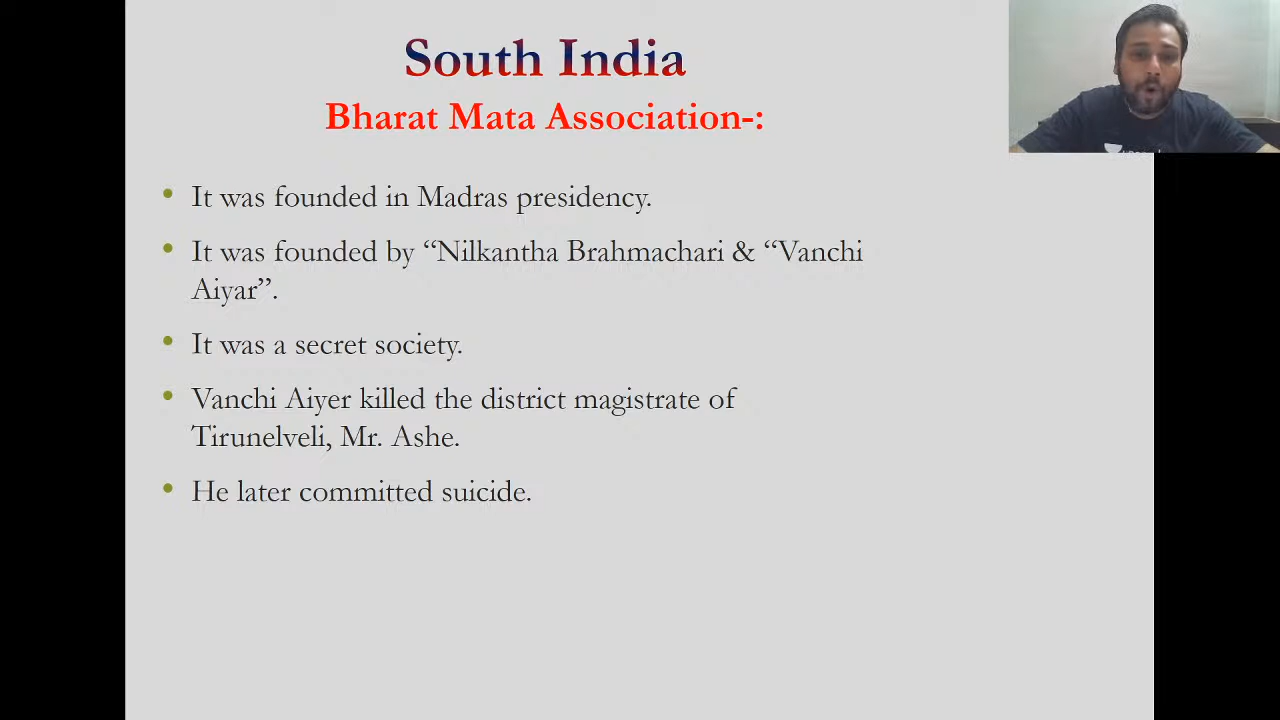 South India
Bharat Mata Association-:
• It was founded in Madras presidency.
• It was founded by “Nilkantha Brahmachari & “Vanchi
Aiyar”.
• It was a secret society.
• Vanchi Aiyer killed the district magistrate of
Tirunelveli, Mr. Ashe.
• He later committed suicide.